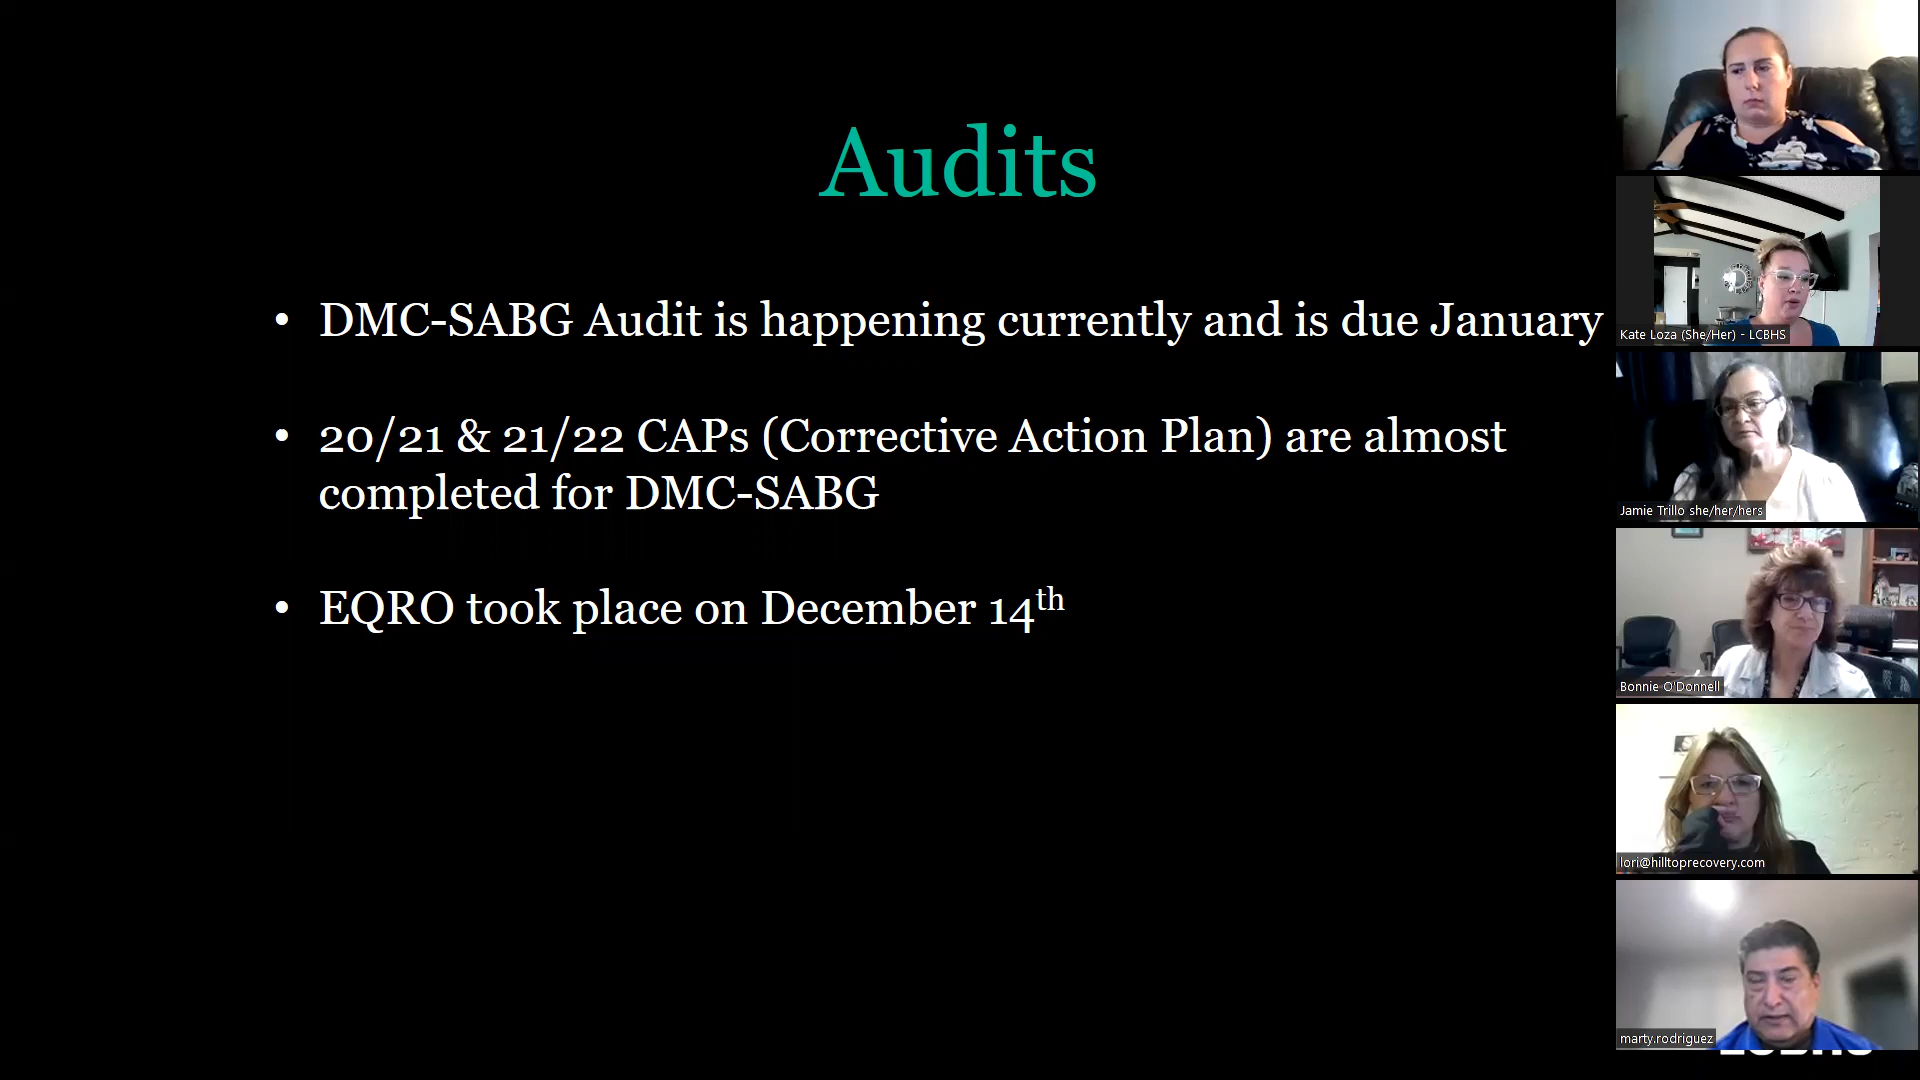 Audits
• DMC-SABG Audit is happening currently and is due January
• 20/21 & 21/22 CAPs (Corrective Action Plan) are almost
completed for DMC-SABG
• EQRO took place on December 14th
Kate Loza (She/Her) - LCBHS
Jamie Trillo she/her/hers
Bonnie O'Donnell
lori@hilltoprecovery.com
marty.rodriguez